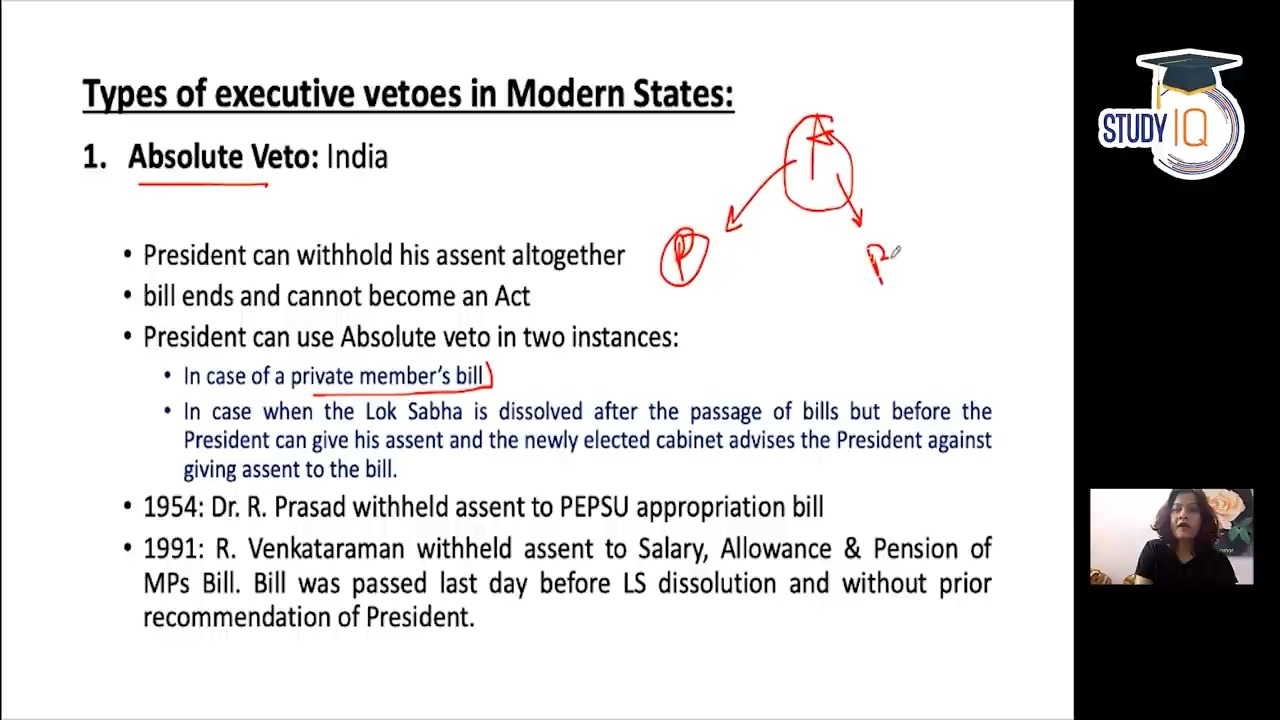 Types of executive vetoes in Modern States:
1. Absolute Veto: India
• President can withhold his assent altogether
• bill ends and cannot become an Act
• President can use Absolute veto in two instances:
• In case of a private member's bill
• In case when the Lok Sabha is dissolved after the passage of bills but before the
President can give his assent and the newly elected cabinet advises the President against
giving assent to the bill.
• 1954: Dr. R. Prasad withheld assent to PEPSU appropriation bill
• 1991: R. Venkataraman withheld assent to Salary, Allowance & Pension of
MPs Bill. Bill was passed last day before LS dissolution and without prior
recommendation of President.
P
P
STUDY IQ